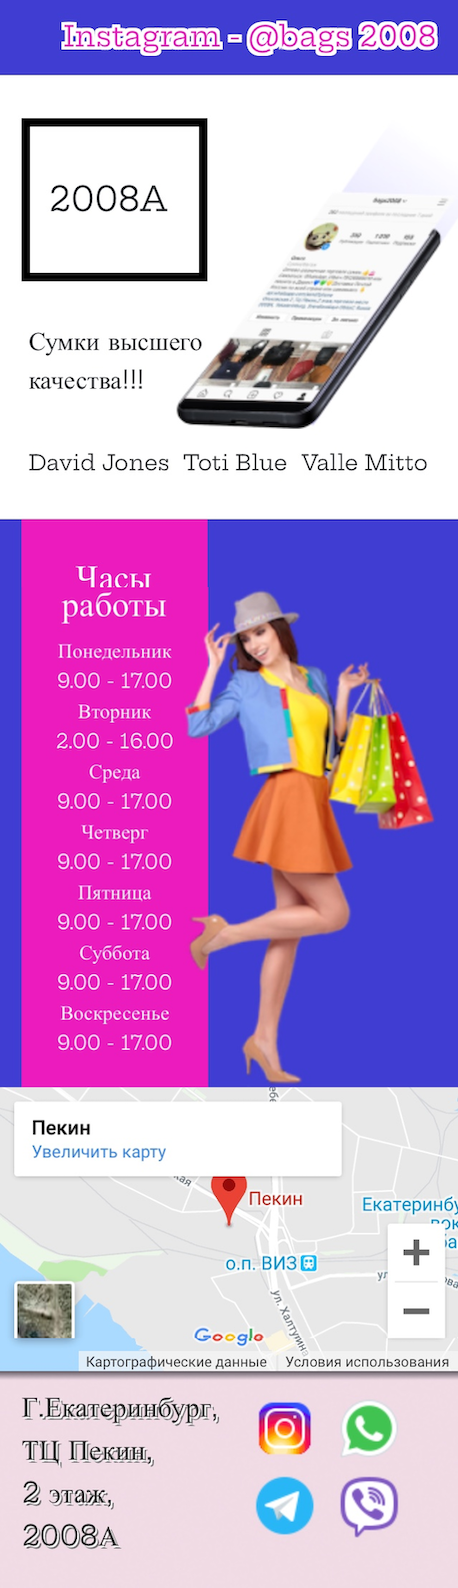 Instagram - @bags 2008
2008A
bags2008
Сумки высшего
качества!!!
David Jones Toti Blue Valle Mitto
Часы
работы
Понедельник
9.00 - 17.00
Вторник
2.00 - 16.00
Среда
9.00 - 17.00
Четверг
9.00 - 17.00
Пятница
9.00 - 17.00
Суббота
9.00 - 17.00
Воскресенье
9.00 - 17.00
Пекин
Увеличить карту
Пекин
Екатеринбу
о.п. ВИЗ
ул. Халтурина
Google
Картографические данные
Условия использования
Г.Екатеринбург,
ТЦ Пекин,
2 этаж,
2008А